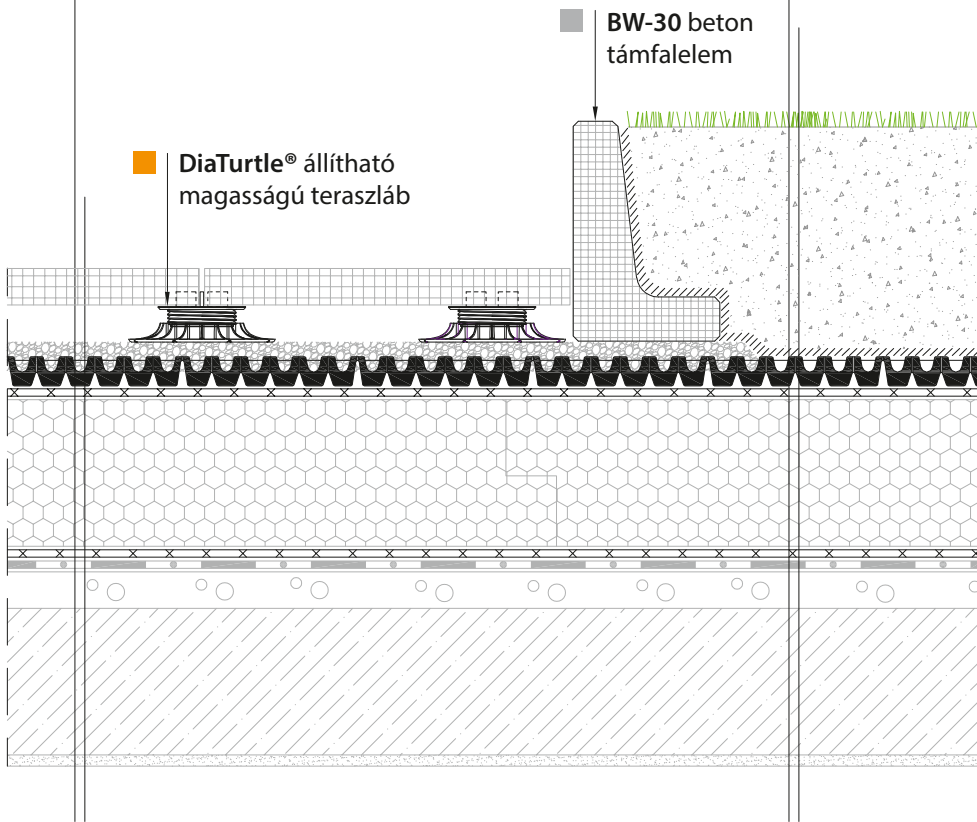 BW-30 beton
támfalelem
DiaTurtle® állítható
magasságú teraszláb